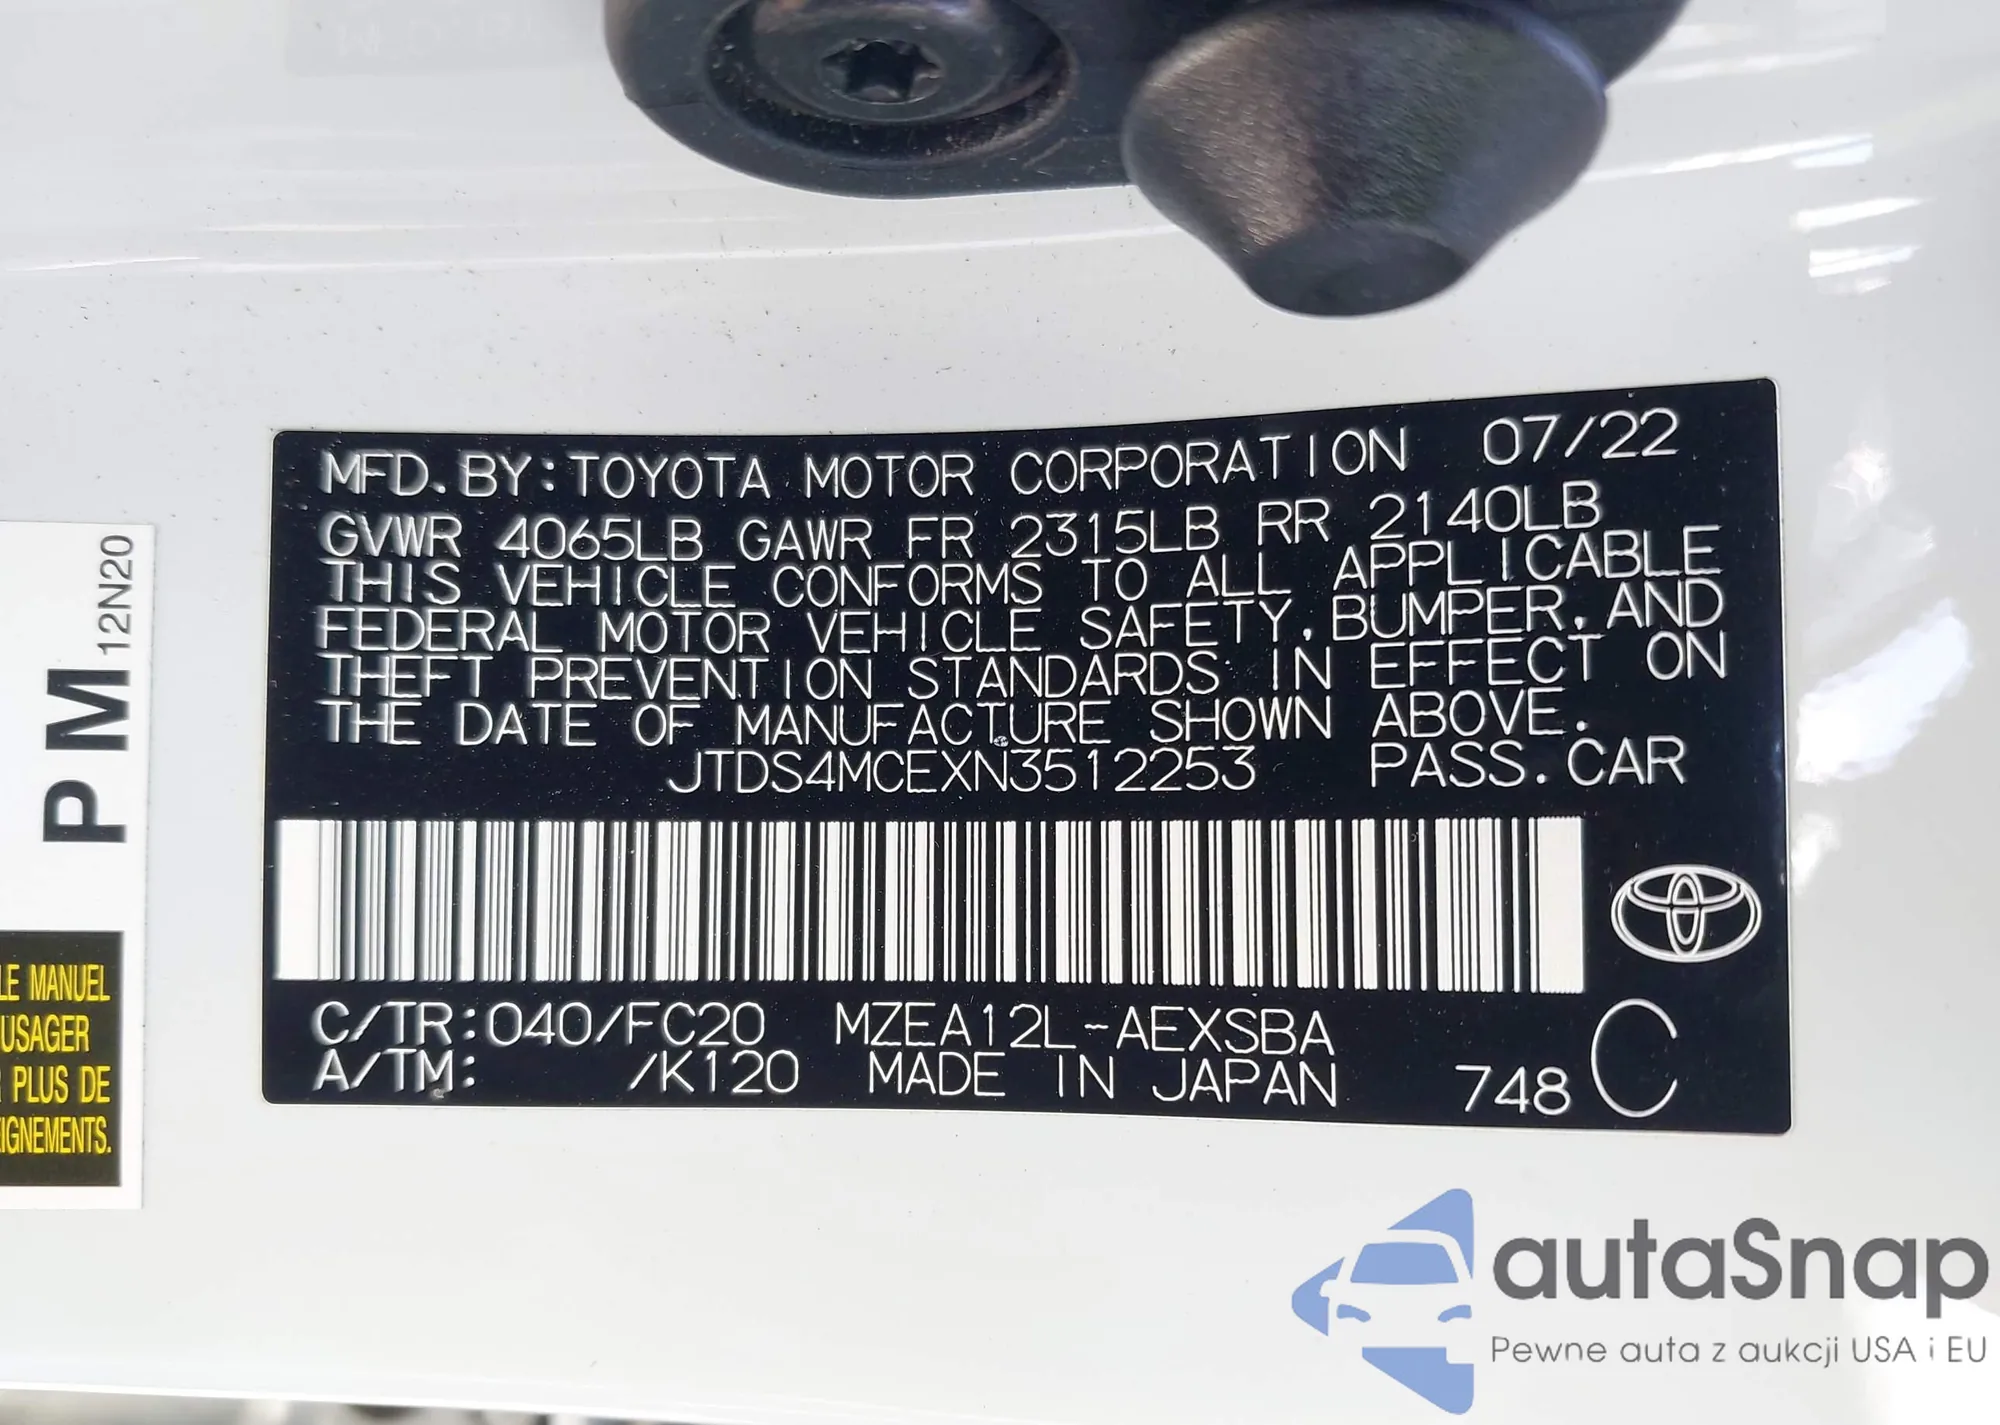 MFD. BY: TOYOTA MOTOR CORPORATION 07/22
GVWR 4065LB GAWR FR 2315LB RR 2140LB
THIS VEHICLE CONFORMS TO ALL APPLICABLE
FEDERAL MOTOR VEHICLE SAFETY, BUMPER, AND
THEFT PREVENTION STANDARDS IN EFFECT ON
THE DATE OF MANUFACTURE SHOWN ABOVE.
JTDS4MCEXN3512253 PASS. CAR
C/TR: 040/FC20 MZEA12L-AEXSBA
A/TM: /K120 MADE IN JAPAN 748 C
PM 12N20
LE MANUEL
USAGER
PLUS DE
IGNEMENTS.
autaSnap
Pewne auta z aukcji USA i EU